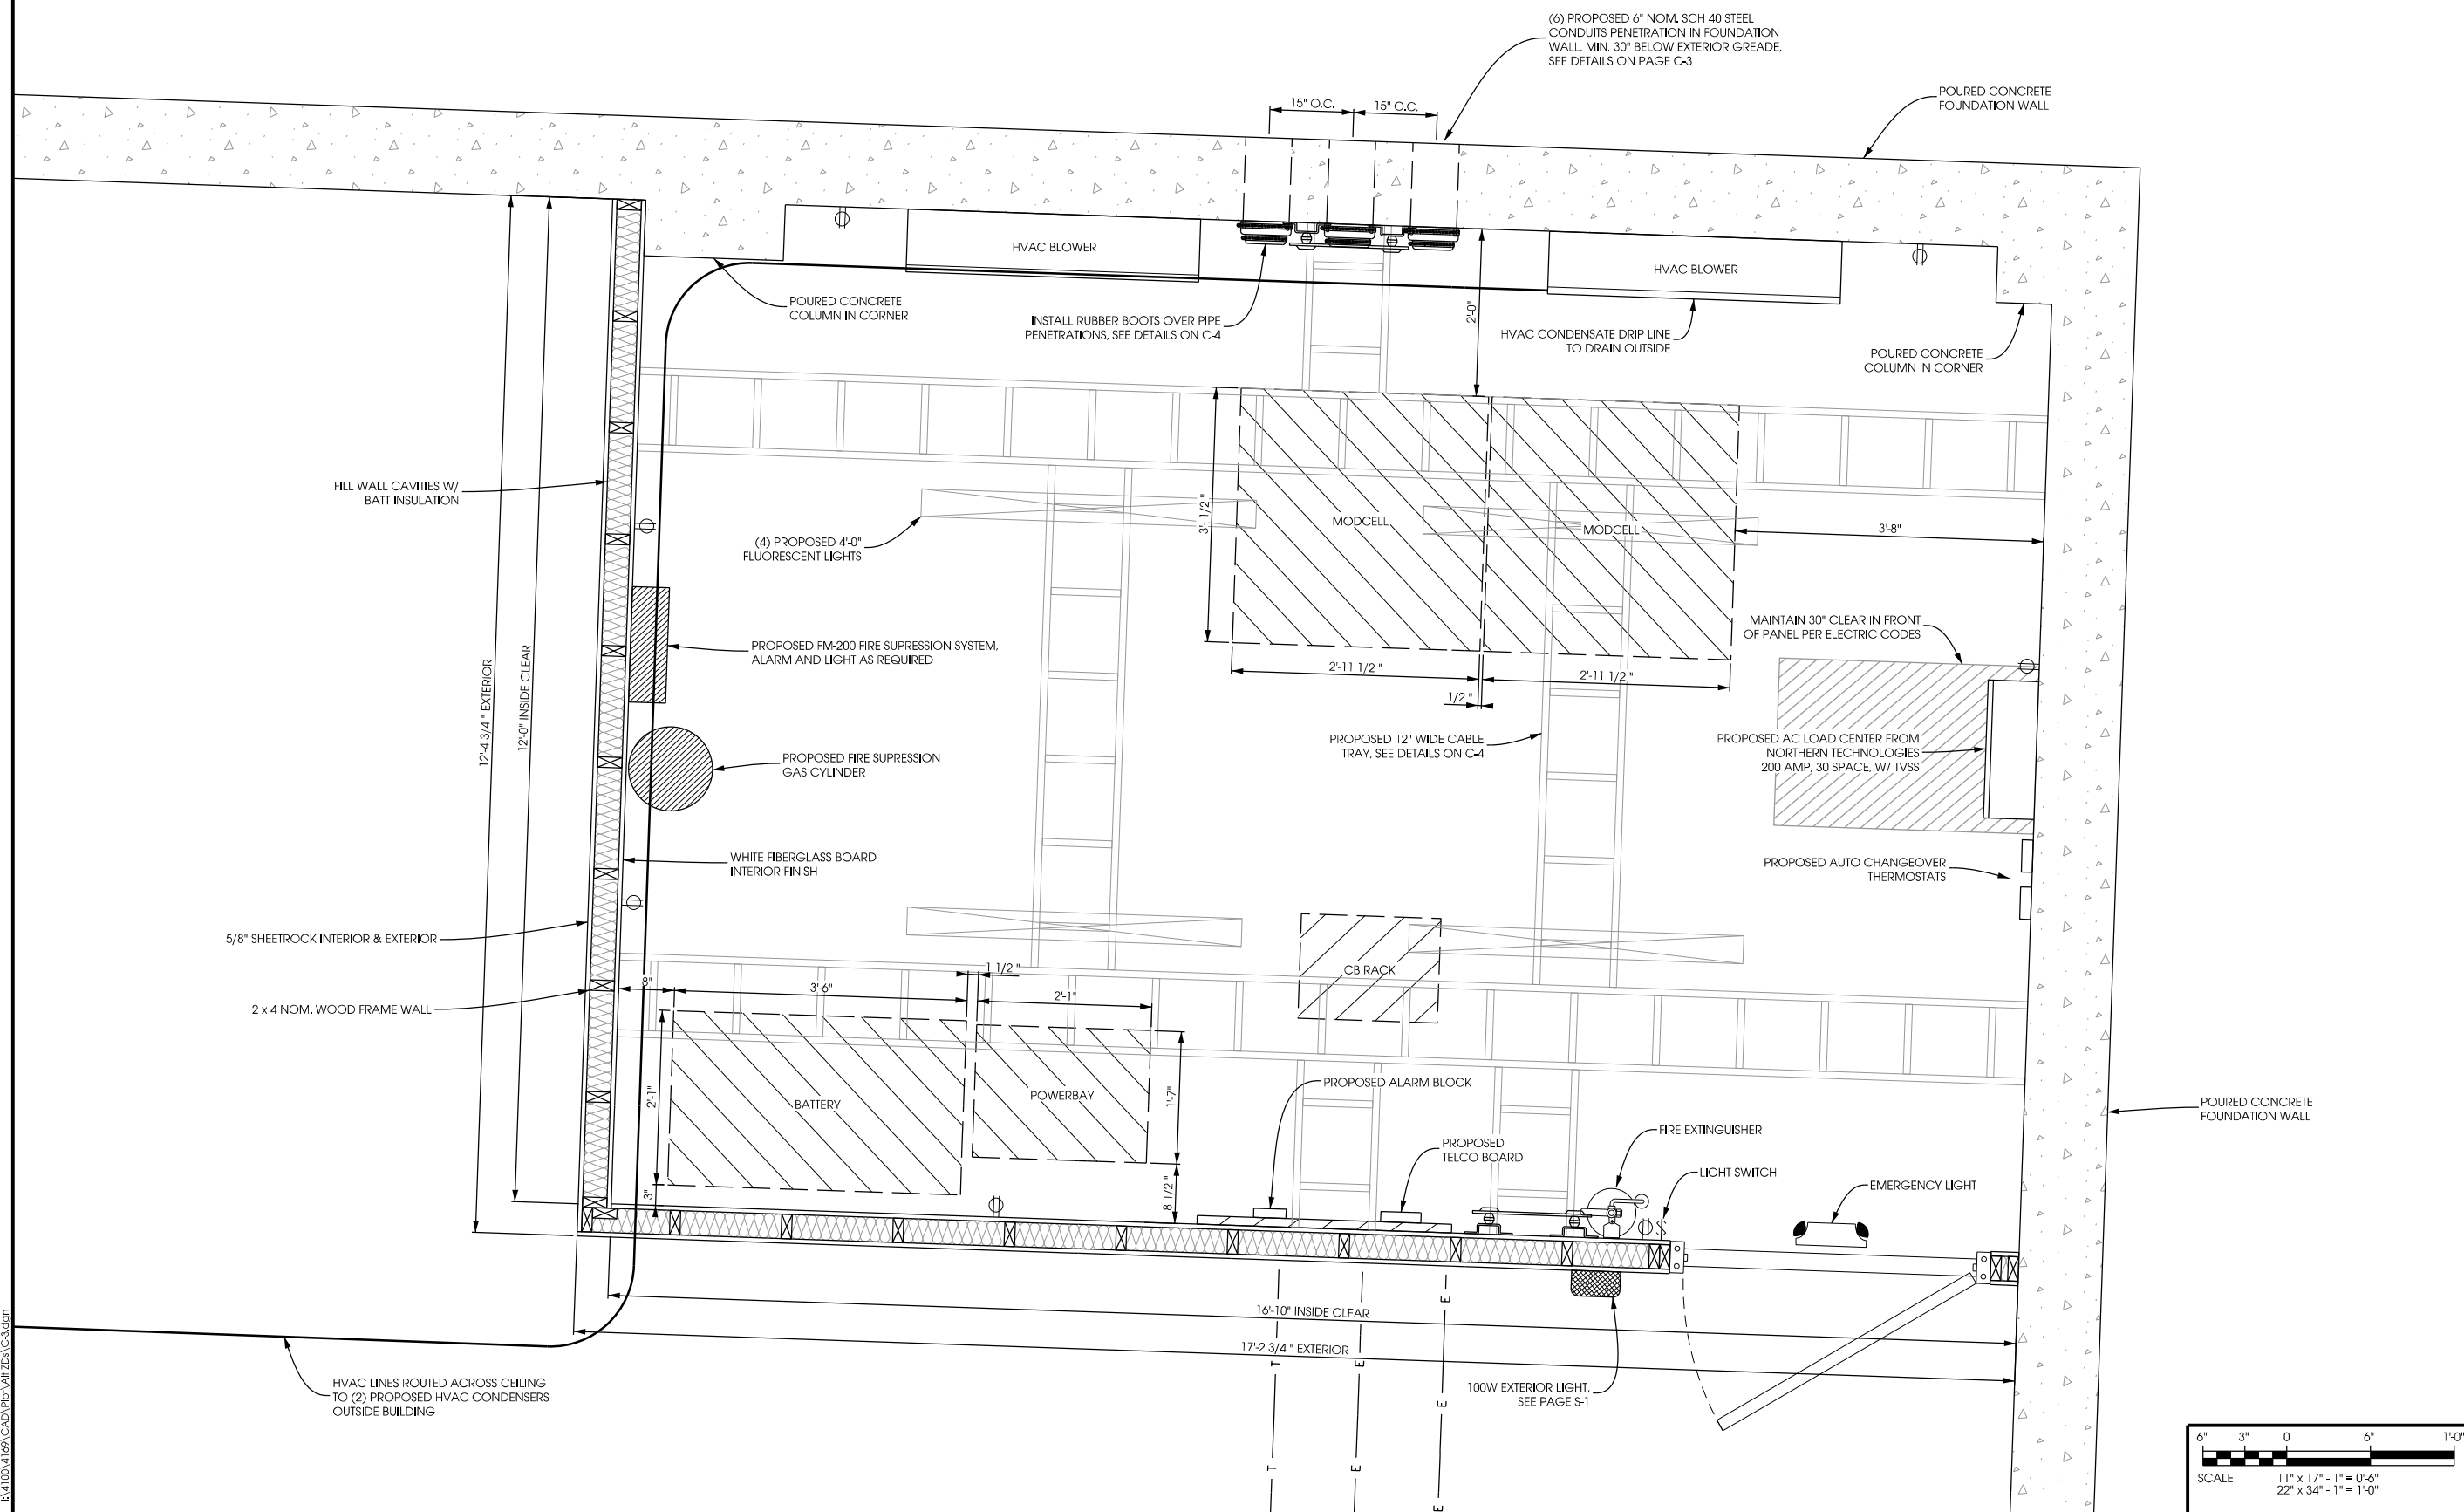 (6) PROPOSED 6" NOM. SCH 40 STEEL
CONDUITS PENETRATION IN FOUNDATION
WALL, MIN. 30" BELOW EXTERIOR GREADE,
SEE DETAILS ON PAGE C-3
POURED CONCRETE
FOUNDATION WALL
15" O.C.
15" O.C.
HVAC BLOWER
HVAC BLOWER
POURED CONCRETE
COLUMN IN CORNER
INSTALL RUBBER BOOTS OVER PIPE
PENETRATIONS, SEE DETAILS ON C-4
2'-0"
HVAC CONDENSATE DRIP LINE
TO DRAIN OUTSIDE
POURED CONCRETE
COLUMN IN CORNER
FILL WALL CAVITIES W/
BATT INSULATION
(4) PROPOSED 4'-0"
FLUORESCENT LIGHTS
3'- 1/2 "
MODCELL
MODCELL
3'-8"
12'-4 3/4 " EXTERIOR
12'-0" INSIDE CLEAR
PROPOSED FM-200 FIRE SUPRESSION SYSTEM,
ALARM AND LIGHT AS REQUIRED
MAINTAIN 30" CLEAR IN FRONT
OF PANEL PER ELECTRIC CODES
2'-11 1/2 "
2'-11 1/2 "
1/2 "
PROPOSED FIRE SUPRESSION
GAS CYLINDER
PROPOSED 12" WIDE CABLE
TRAY, SEE DETAILS ON C-4
PROPOSED AC LOAD CENTER FROM
NORTHERN TECHNOLOGIES
200 AMP, 30 SPACE, W/ TVSS
WHITE FIBERGLASS BOARD
INTERIOR FINISH
PROPOSED AUTO CHANGEOVER
THERMOSTATS
5/8" SHEETROCK INTERIOR & EXTERIOR
2 x 4 NOM. WOOD FRAME WALL
8"
3'-6"
1 1/2 "
2'-1"
CB RACK
2'-1"
BATTERY
POWERBAY
1'-7"
3"
8 1/2 "
PROPOSED ALARM BLOCK
PROPOSED
TELCO BOARD
FIRE EXTINGUISHER
LIGHT SWITCH
S
EMERGENCY LIGHT
POURED CONCRETE
FOUNDATION WALL
16'-10" INSIDE CLEAR
17'-2 3/4 " EXTERIOR
E
T
E
E
T
E
E
HVAC LINES ROUTED ACROSS CEILING
TO (2) PROPOSED HVAC CONDENSERS
OUTSIDE BUILDING
100W EXTERIOR LIGHT,
SEE PAGE S-1
6" 3" 0 6" 1'-0"
SCALE: 11" x 17" - 1" = 0'-6"
22" x 34" - 1" = 1'-0"